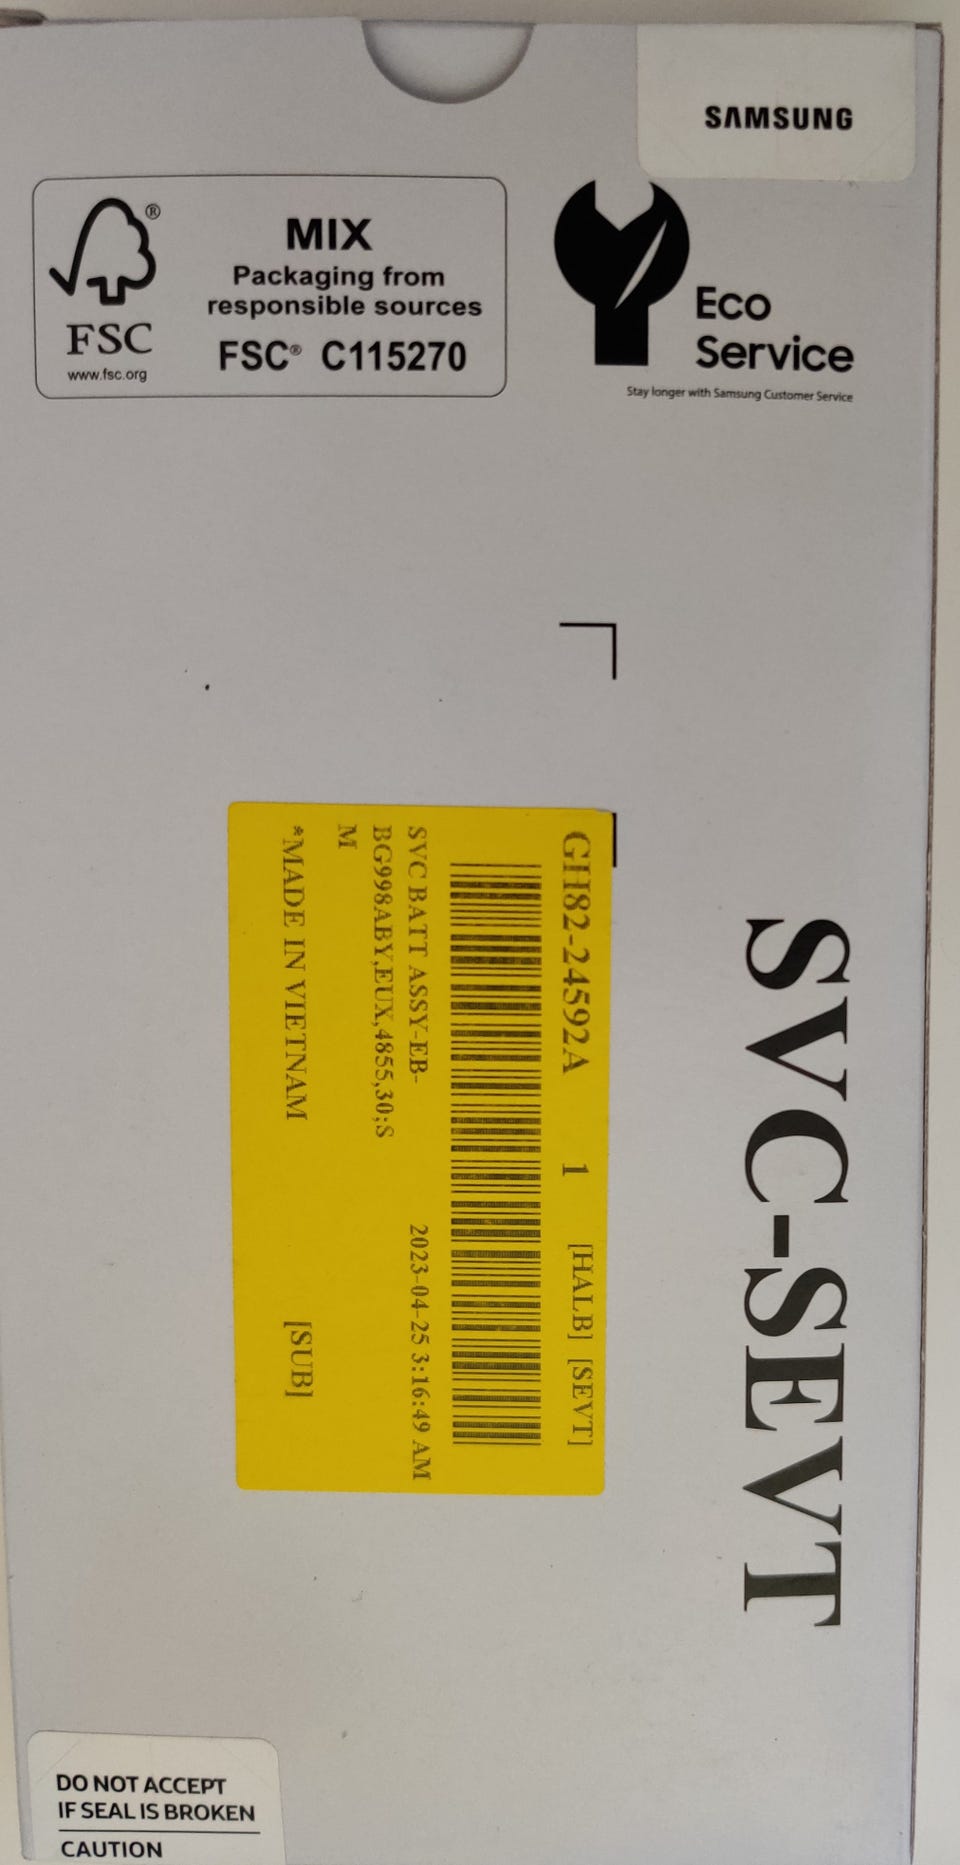 SAMSUNG
®
MIX
Packaging from
responsible sources
FSC® C115270
FSC
www.fsc.org
Eco
Service
Stay longer with Samsung Customer Service
SVC-SEVT
GH82-24592A 1 [HALB] [SEVT]
SVC BATT ASSY-EB- 2023-04-25 3:16:49 AM
BG998ABY,EUX,4855,30;S
M
*MADE IN VIETNAM [SUB]
DO NOT ACCEPT
IF SEAL IS BROKEN
CAUTION